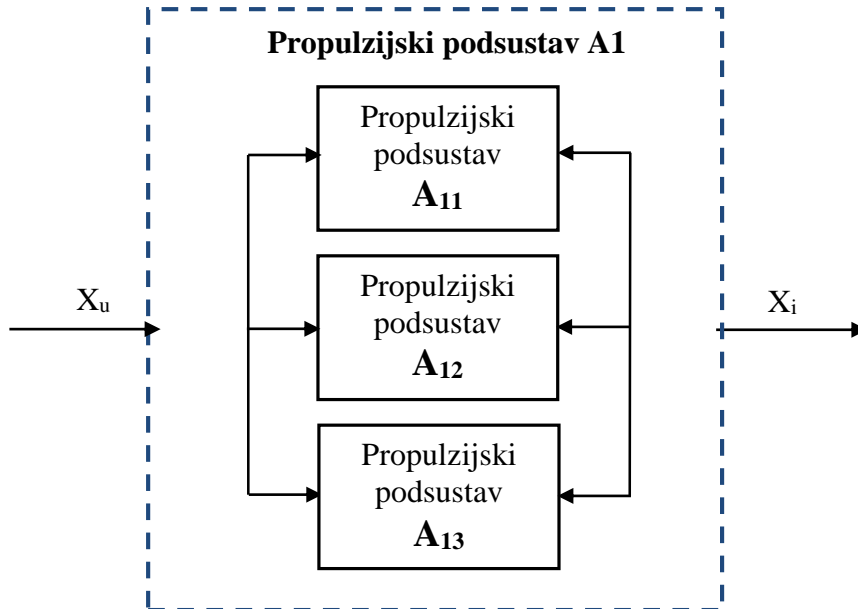 Propulzijski podsustav A1
Propulzijski
podsustav
A₁₁
Propulzijski
podsustav
A₁₂
Propulzijski
podsustav
A₁₃
Xᵤ
Xᵢ